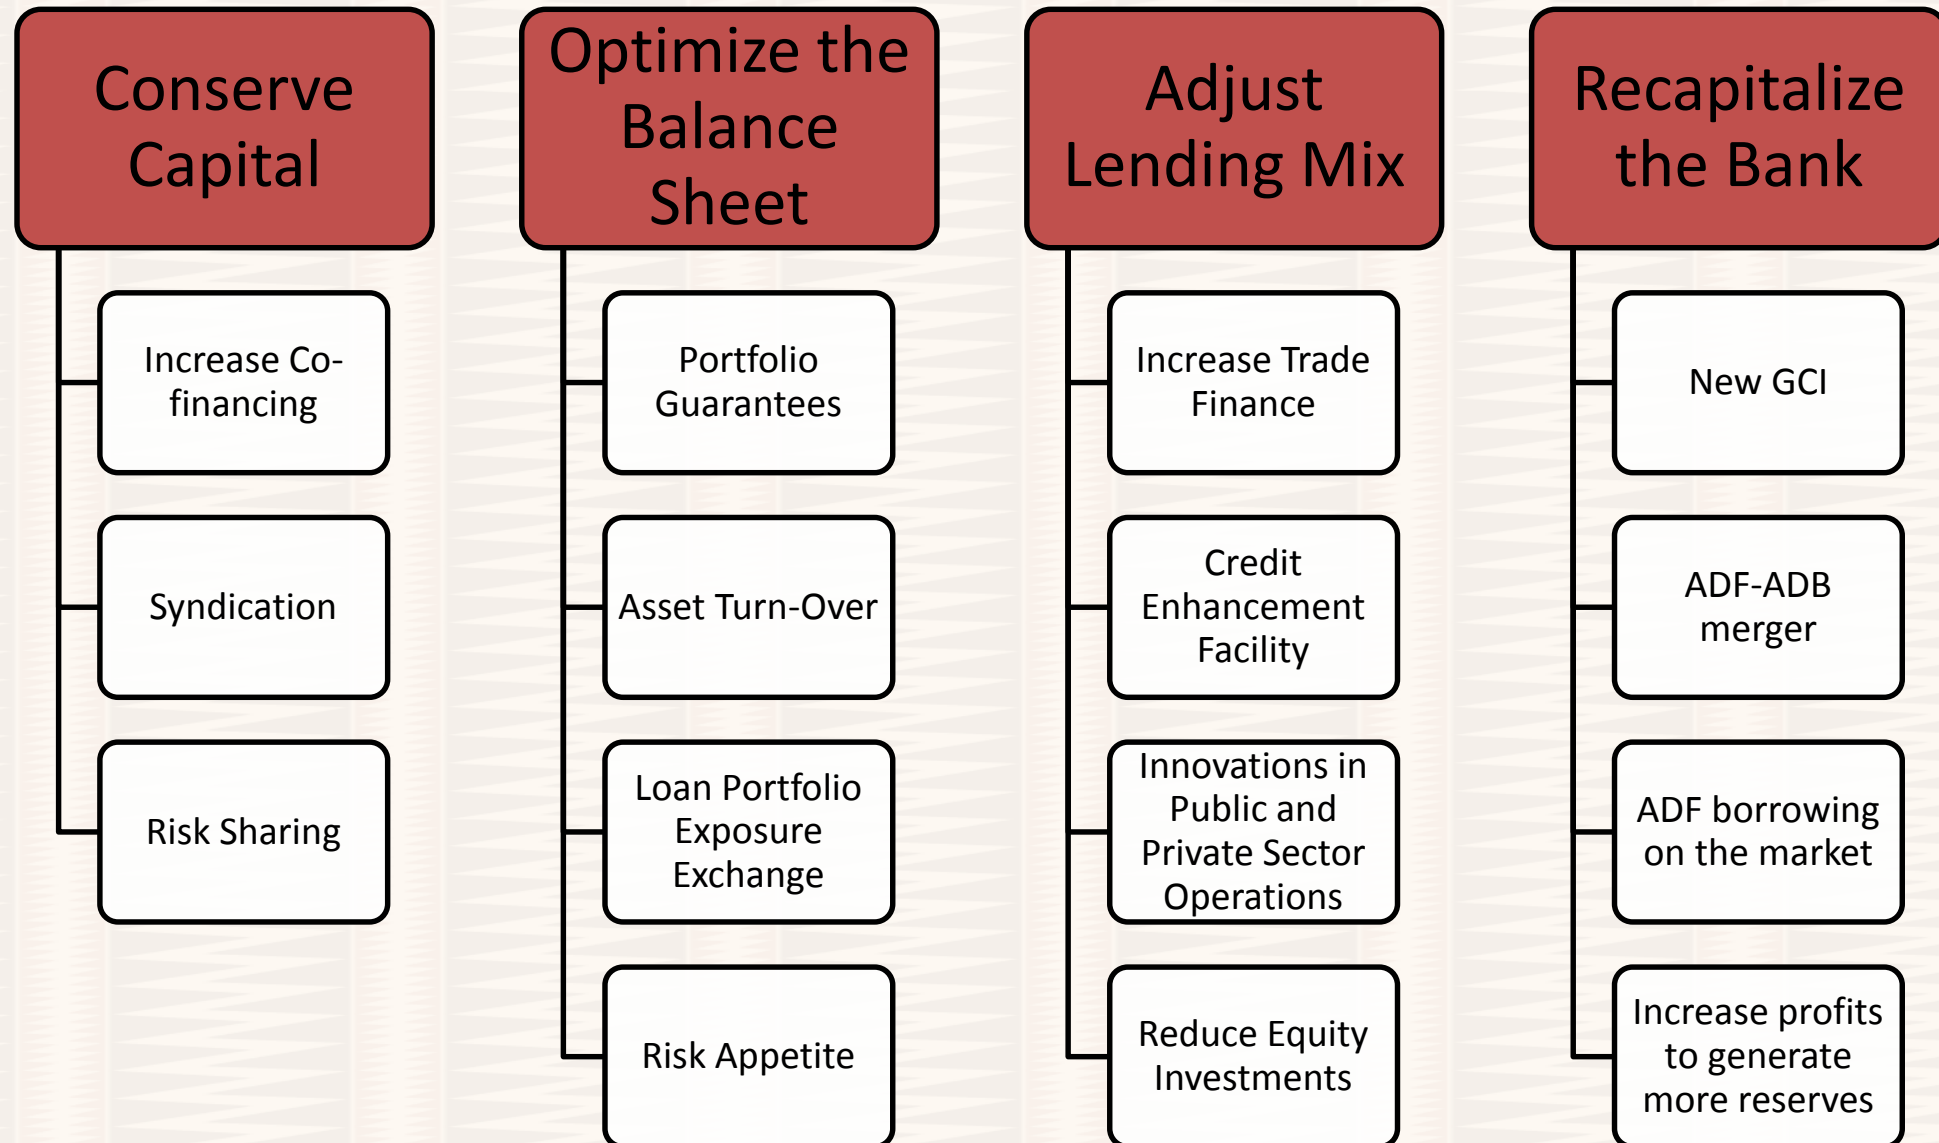 Conserve
Capital
Increase Co-
financing
Syndication
Risk Sharing
Optimize the
Balance
Sheet
Portfolio
Guarantees
Asset Turn-Over
Loan Portfolio
Exposure
Exchange
Risk Appetite
Adjust
Lending Mix
Increase Trade
Finance
Credit
Enhancement
Facility
Innovations in
Public and
Private Sector
Operations
Reduce Equity
Investments
Recapitalize
the Bank
New GCI
ADF-ADB
merger
ADF borrowing
on the market
Increase profits
to generate
more reserves